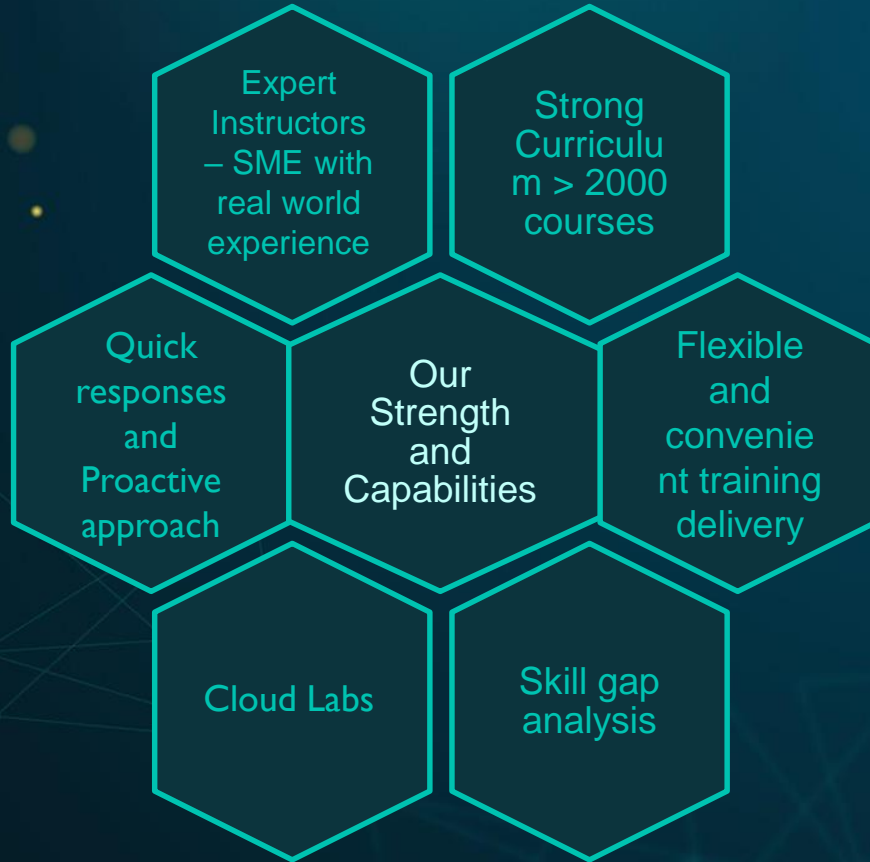 Expert
Instructors
– SME with
real world
experience
Strong
Curriculu
m > 2000
courses
Quick
responses
and
Proactive
approach
Our
Strength
and
Capabilities
Flexible
and
convenie
nt training
delivery
Cloud Labs
Skill gap
analysis